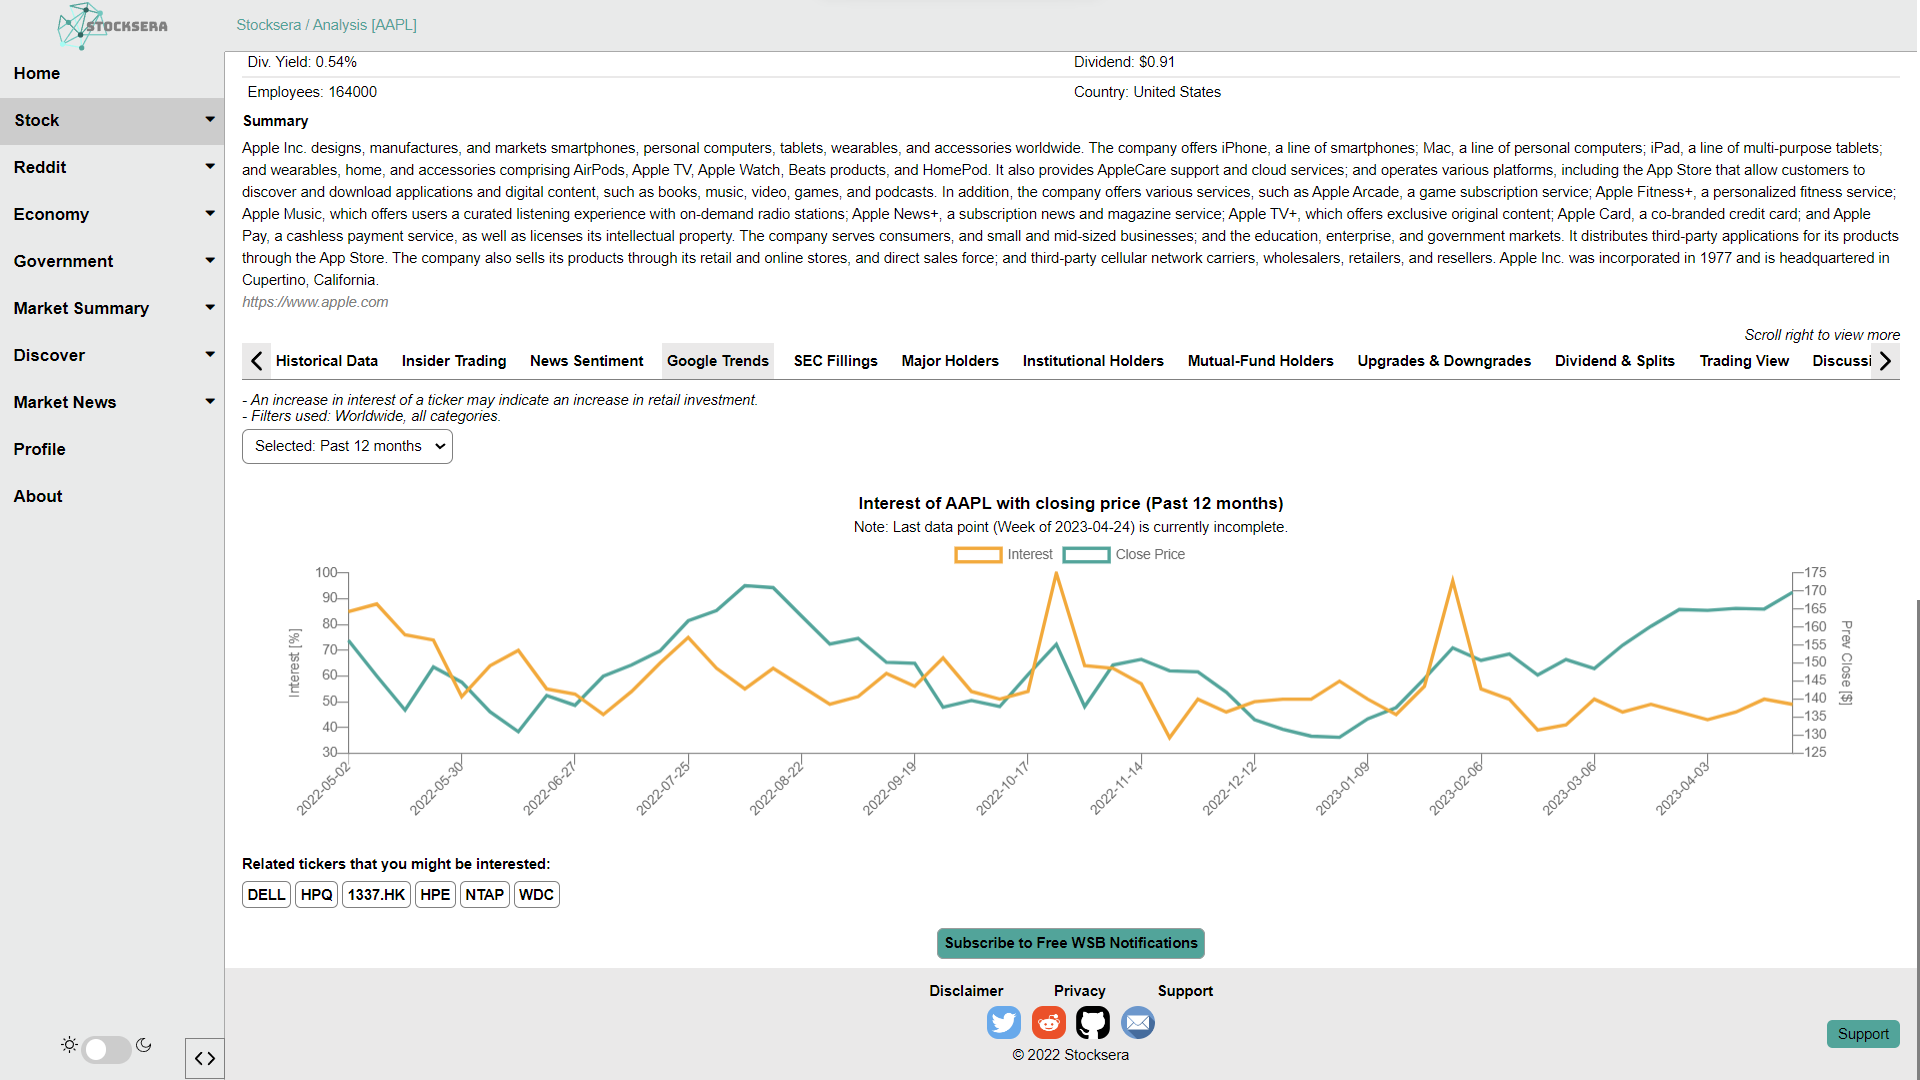 STOCKSERA
Stocksera / Analysis [AAPL]
Home
Stock
Reddit
Economy
Government
Market Summary
Discover
Market News
Profile
About
Div. Yield: 0.54%
Dividend: $0.91
Employees: 164000
Country: United States
Summary
Apple Inc. designs, manufactures, and markets smartphones, personal computers, tablets, wearables, and accessories worldwide. The company offers iPhone, a line of smartphones; Mac, a line of personal computers; iPad, a line of multi-purpose tablets;
and wearables, home, and accessories comprising AirPods, Apple TV, Apple Watch, Beats products, and HomePod. It also provides AppleCare support and cloud services; and operates various platforms, including the App Store that allow customers to
discover and download applications and digital content, such as books, music, video, games, and podcasts. In addition, the company offers various services, such as Apple Arcade, a game subscription service; Apple Fitness+, a personalized fitness service;
Apple Music, which offers users a curated listening experience with on-demand radio stations; Apple News+, a subscription news and magazine service; Apple TV+, which offers exclusive original content; Apple Card, a co-branded credit card; and Apple
Pay, a cashless payment service, as well as licenses its intellectual property. The company serves consumers, and small and mid-sized businesses; and the education, enterprise, and government markets. It distributes third-party applications for its products
through the App Store. The company also sells its products through its retail and online stores, and direct sales force; and third-party cellular network carriers, wholesalers, retailers, and resellers. Apple Inc. was incorporated in 1977 and is headquartered in
Cupertino, California.
https://www.apple.com
Scroll right to view more
Historical Data Insider Trading News Sentiment Google Trends SEC Fillings Major Holders Institutional Holders Mutual-Fund Holders Upgrades & Downgrades Dividend & Splits Trading View Discussi
- An increase in interest of a ticker may indicate an increase in retail investment.
- Filters used: Worldwide, all categories.
Selected: Past 12 months
Interest of AAPL with closing price (Past 12 months)
Note: Last data point (Week of 2023-04-24) is currently incomplete.
Interest Close Price
Interest [%]
100
90
80
70
60
50
40
30
175
170
165
160
155
150
145
140
135
130
125
Prev Close [$]
2022-05-02 2022-05-30 2022-06-27 2022-07-25 2022-08-22 2022-09-19 2022-10-17 2022-11-14 2022-12-12 2023-01-09 2023-02-06 2023-03-06 2023-04-03
Related tickers that you might be interested:
DELL HPQ 1337.HK HPE NTAP WDC
Subscribe to Free WSB Notifications
Disclaimer Privacy Support
© 2022 Stocksera
Support